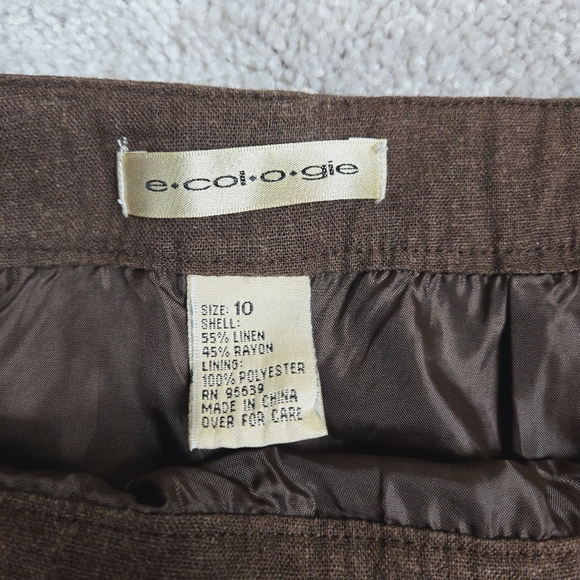 e•col•o•gie
SIZE: 10
SHELL:
55% LINEN
45% RAYON
LINING:
100% POLYESTER
RN 96639
MADE IN CHINA
OVER FOR CARE